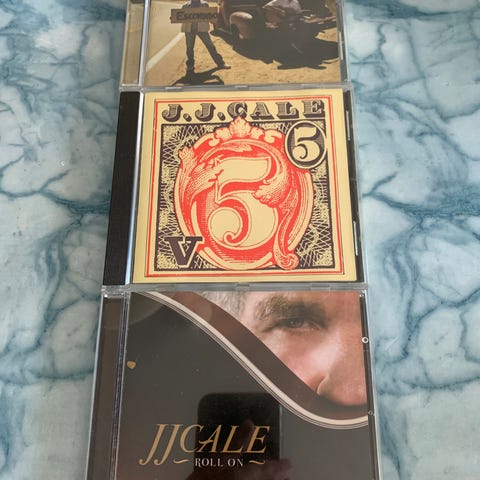 ESCONDIDO
J.J. CALE
5
5
V
JJCALE
~ ROLL ON ~